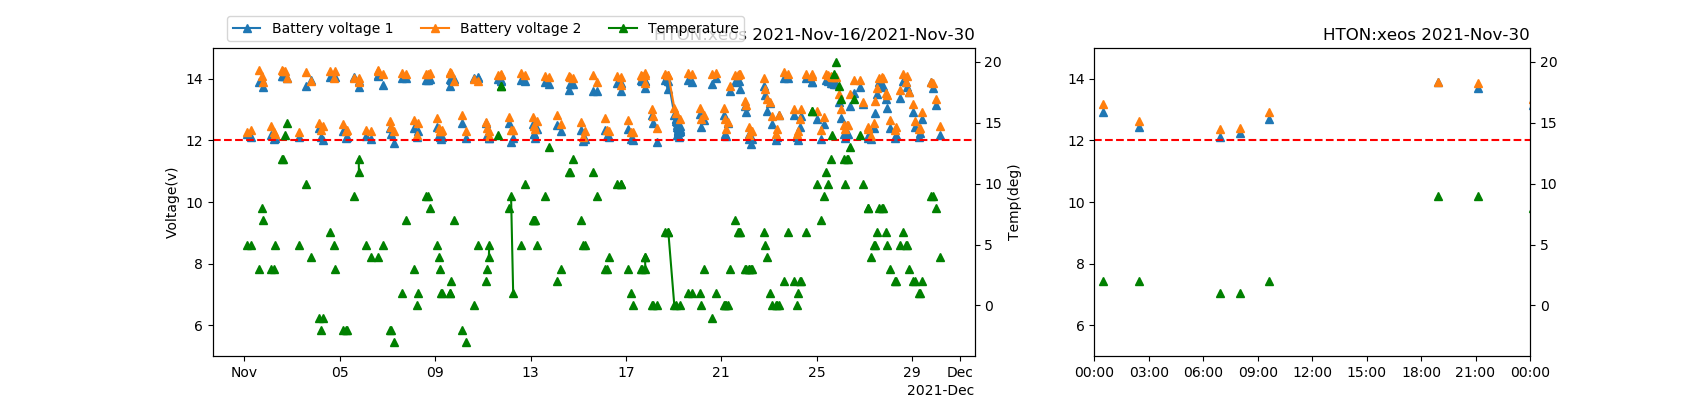 Battery voltage 1 Battery voltage 2 Temperature
HTON:xeos 2021-Nov-16/2021-Nov-30
HTON:xeos 2021-Nov-30
Voltage(v)
14
12
10
8
6
20
15
10
5
0
Temp(deg)
Nov 05 09 13 17 21 25 29 Dec
2021-Dec
14
12
10
8
6
20
15
10
5
0
00:00 03:00 06:00 09:00 12:00 15:00 18:00 21:00 00:00